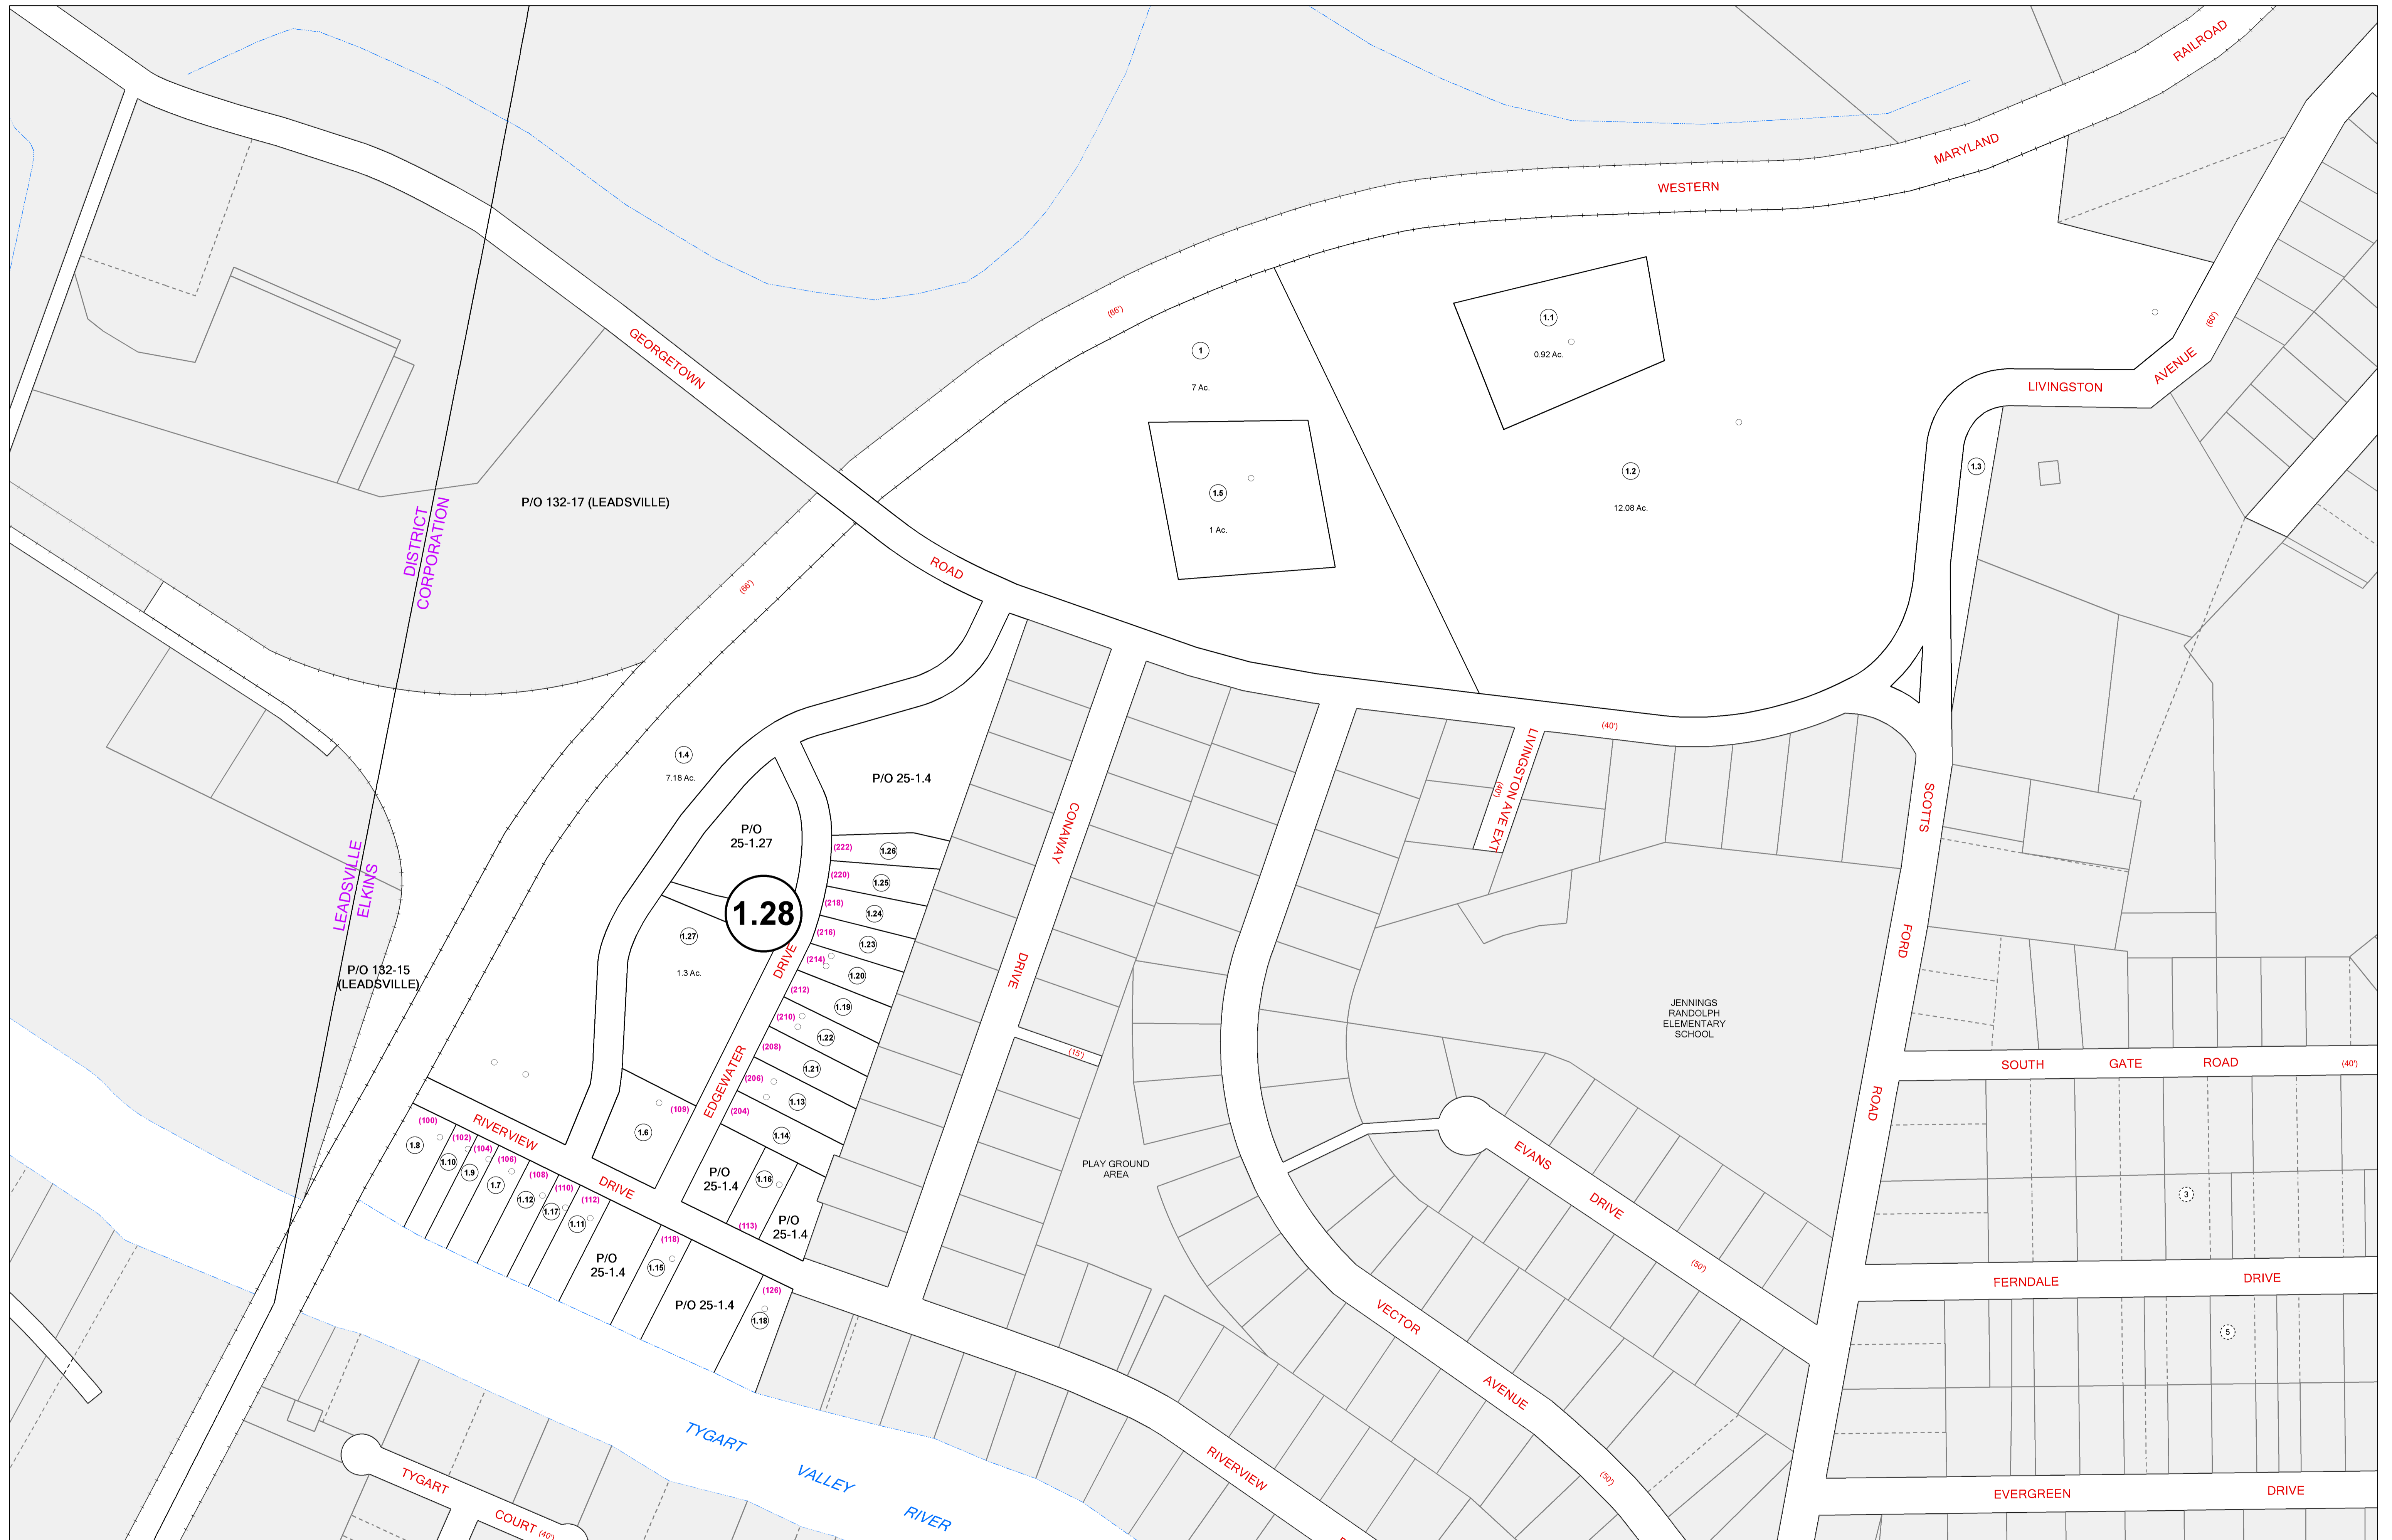 RAILROAD
MARYLAND
WESTERN
(66')
GEORGETOWN
ROAD
(66')
1
7 Ac.
1.1
0.92 Ac.
1.2
12.08 Ac.
1.5
1 Ac.
1.3
LIVINGSTON
AVENUE
(60')
P/O 132-17 (LEADSVILLE)
DISTRICT
CORPORATION
LEADSVILLE
ELKINS
P/O 132-15
(LEADSVILLE)
1.4
7.18 Ac.
P/O 25-1.4
P/O
25-1.27
1.28
1.27
1.3 Ac.
(222)
1.26
(220)
1.25
(218)
1.24
(216)
1.23
(214)
1.20
(212)
1.19
(210)
1.22
(208)
1.21
(206)
1.13
(204)
1.14
EDGEWATER
DRIVE
(109)
1.6
P/O
25-1.4
1.16
(113)
P/O
25-1.4
CONAWAY
DRIVE
(15')
PLAY GROUND
AREA
LIVINGSTON AVE EXT
(40')
(40')
JENNINGS
RANDOLPH
ELEMENTARY
SCHOOL
SCOTTS
FORD
ROAD
SOUTH GATE ROAD (40')
3
FERNDALE DRIVE
5
EVERGREEN DRIVE
EVANS
DRIVE
(50')
VECTOR
AVENUE
(50')
RIVERVIEW
DRIVE
(100)
1.8
(102)
1.10
(104)
1.9
(106)
1.7
(108)
1.12
(110)
1.17
(112)
1.11
P/O
25-1.4
(118)
1.15
P/O 25-1.4
(126)
1.18
RIVERVIEW
TYGART
VALLEY
RIVER
TYGART
COURT (40')